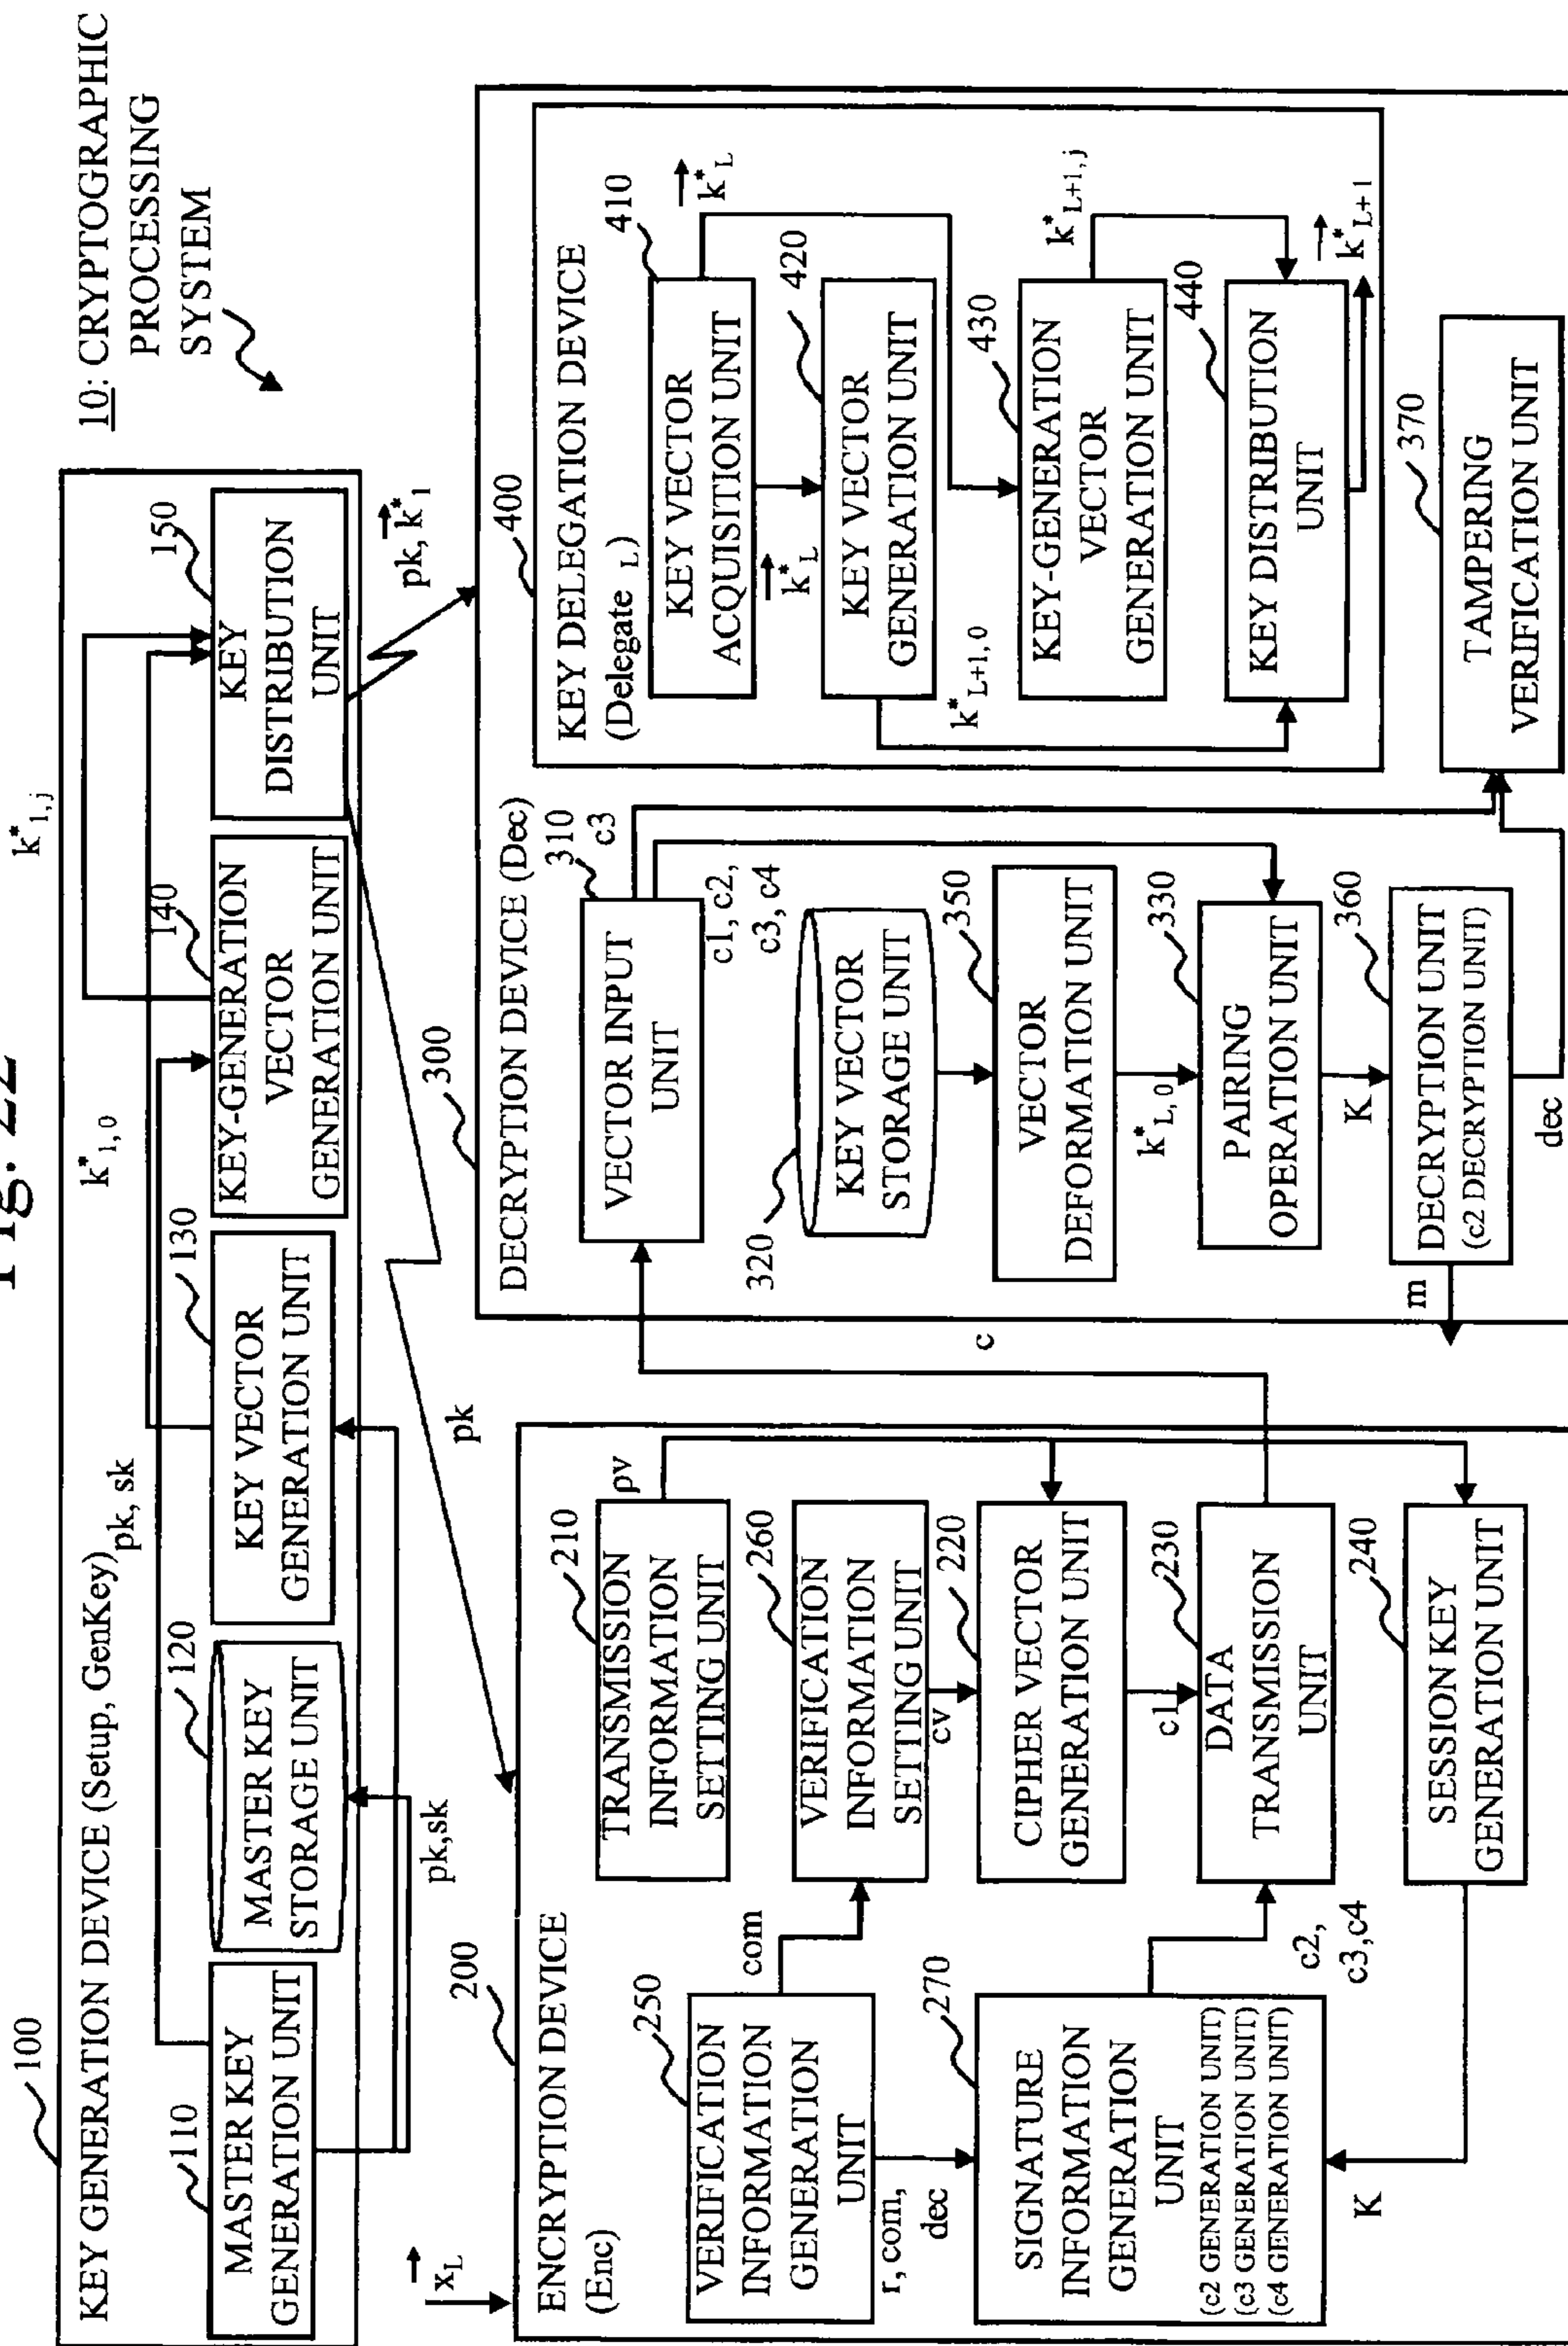 Fig. 22
10: CRYPTOGRAPHIC
PROCESSING
SYSTEM
100
KEY GENERATION DEVICE (Setup, GenKey)
pk, sk
k*1,0
k*1,j
110
MASTER KEY
GENERATION UNIT
120
MASTER KEY
STORAGE UNIT
130
KEY VECTOR
GENERATION UNIT
140
KEY-GENERATION
VECTOR
GENERATION UNIT
150
KEY
DISTRIBUTION
UNIT
pk,sk
pk
pk, k*1
xL
200
ENCRYPTION DEVICE
(Enc)
210
TRANSMISSION
INFORMATION
SETTING UNIT
ρv
250
VERIFICATION
INFORMATION
GENERATION
UNIT
com
260
VERIFICATION
INFORMATION
SETTING UNIT
cv
r, com,
dec
220
CIPHER VECTOR
GENERATION UNIT
c1
270
SIGNATURE
INFORMATION
GENERATION
UNIT
(c2 GENERATION UNIT)
(c3 GENERATION UNIT)
(c4 GENERATION UNIT)
c2,
c3,c4
230
DATA
TRANSMISSION
UNIT
240
SESSION KEY
GENERATION UNIT
K
c
300
DECRYPTION DEVICE (Dec)
310
VECTOR INPUT
UNIT
c3
c1, c2,
c3, c4
320
KEY VECTOR
STORAGE UNIT
350
VECTOR
DEFORMATION UNIT
k*L,0
330
PAIRING
OPERATION UNIT
K
360
DECRYPTION UNIT
(c2 DECRYPTION UNIT)
m
dec
400
KEY DELEGATION DEVICE
(Delegate L)
410
KEY VECTOR
ACQUISITION UNIT
k*L
k*L
420
KEY VECTOR
GENERATION UNIT
k*L+1,0
430
KEY-GENERATION
VECTOR
GENERATION UNIT
k*L+1,j
440
KEY DISTRIBUTION
UNIT
k*L+1
370
TAMPERING
VERIFICATION UNIT